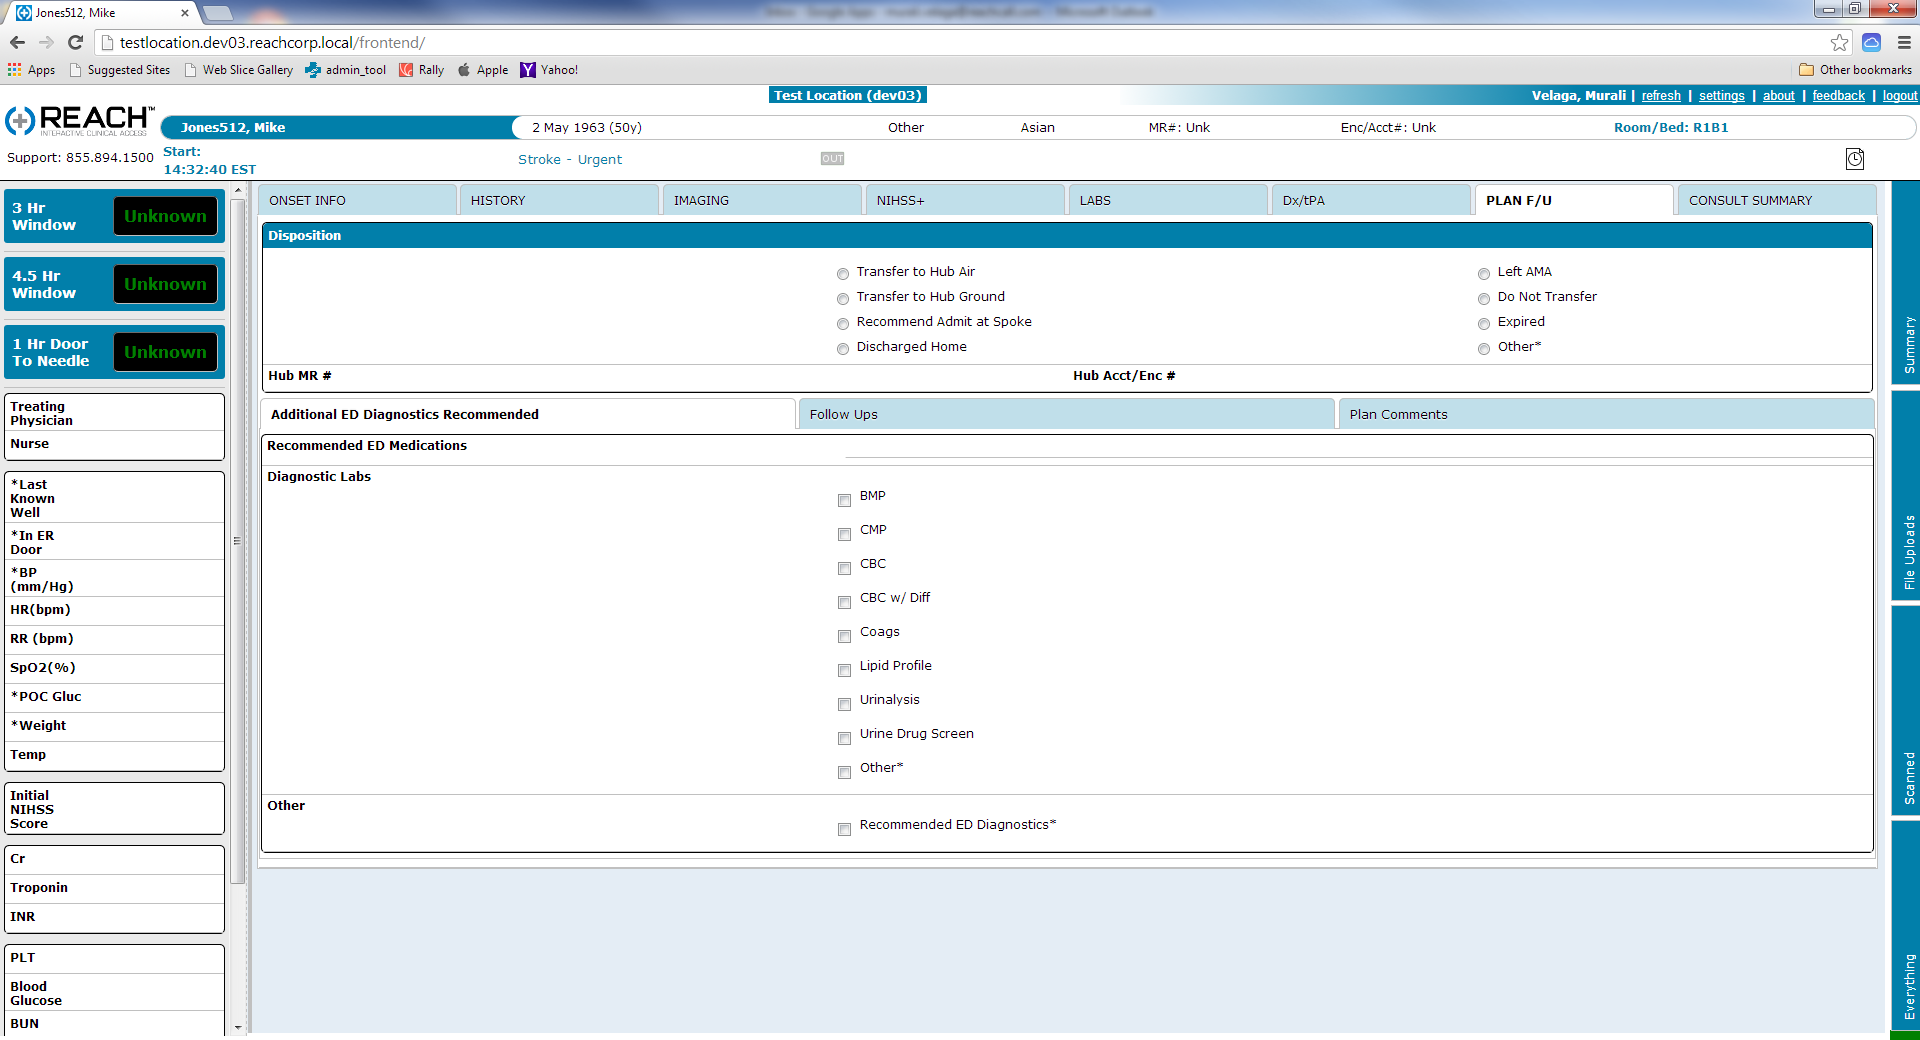 Jones512, Mike
testlocation.dev03.reachcorp.local/frontend/
Apps Suggested Sites Web Slice Gallery admin_tool Rally Apple Yahoo! Other bookmarks
Test Location (dev03)
Velaga, Murali | refresh | settings | about | feedback | logout
REACH™
INTERACTIVE CLINICAL ACCESS
Jones512, Mike 2 May 1963 (50y) Other Asian MR#: Unk Enc/Acct#: Unk Room/Bed: R1B1
Support: 855.894.1500
Start:
14:32:40 EST
Stroke - Urgent
OUT
3 Hr
Window
Unknown
4.5 Hr
Window
Unknown
1 Hr Door
To Needle
Unknown
Treating
Physician
Nurse
*Last
Known
Well
*In ER
Door
*BP
(mm/Hg)
HR(bpm)
RR (bpm)
SpO2(%)
*POC Gluc
*Weight
Temp
Initial
NIHSS
Score
Cr
Troponin
INR
PLT
Blood
Glucose
BUN
ONSET INFO HISTORY IMAGING NIHSS+ LABS Dx/tPA PLAN F/U CONSULT SUMMARY
Disposition
Transfer to Hub Air
Transfer to Hub Ground
Recommend Admit at Spoke
Discharged Home
Left AMA
Do Not Transfer
Expired
Other*
Hub MR # Hub Acct/Enc #
Additional ED Diagnostics Recommended Follow Ups Plan Comments
Recommended ED Medications
Diagnostic Labs
BMP
CMP
CBC
CBC w/ Diff
Coags
Lipid Profile
Urinalysis
Urine Drug Screen
Other*
Other
Recommended ED Diagnostics*
Summary
File Uploads
Scanned
Everything